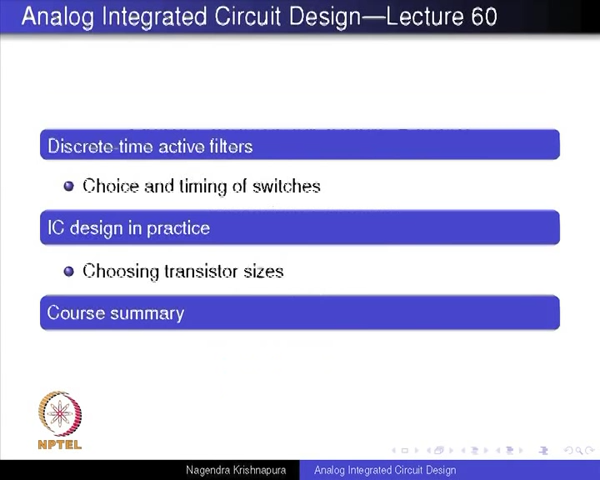 Analog Integrated Circuit Design—Lecture 60
Discrete-time active filters
Choice and timing of switches
IC design in practice
Choosing transistor sizes
Course summary
NPTEL
Nagendra Krishnapura
Analog Integrated Circuit Design